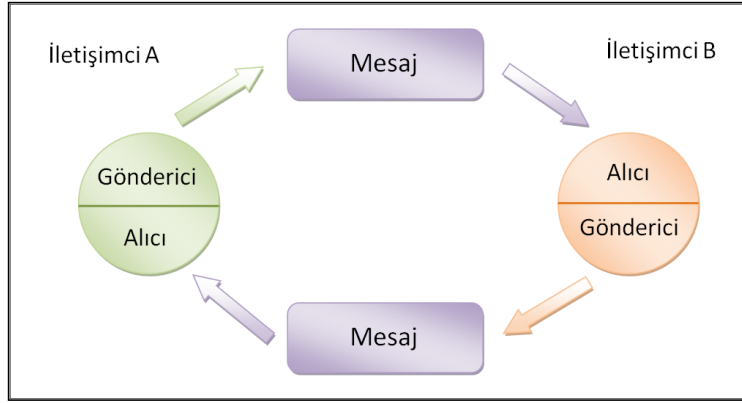 İletişimci A
Mesaj
İletişimci B
Gönderici
Alıcı
Alıcı
Gönderici
Mesaj